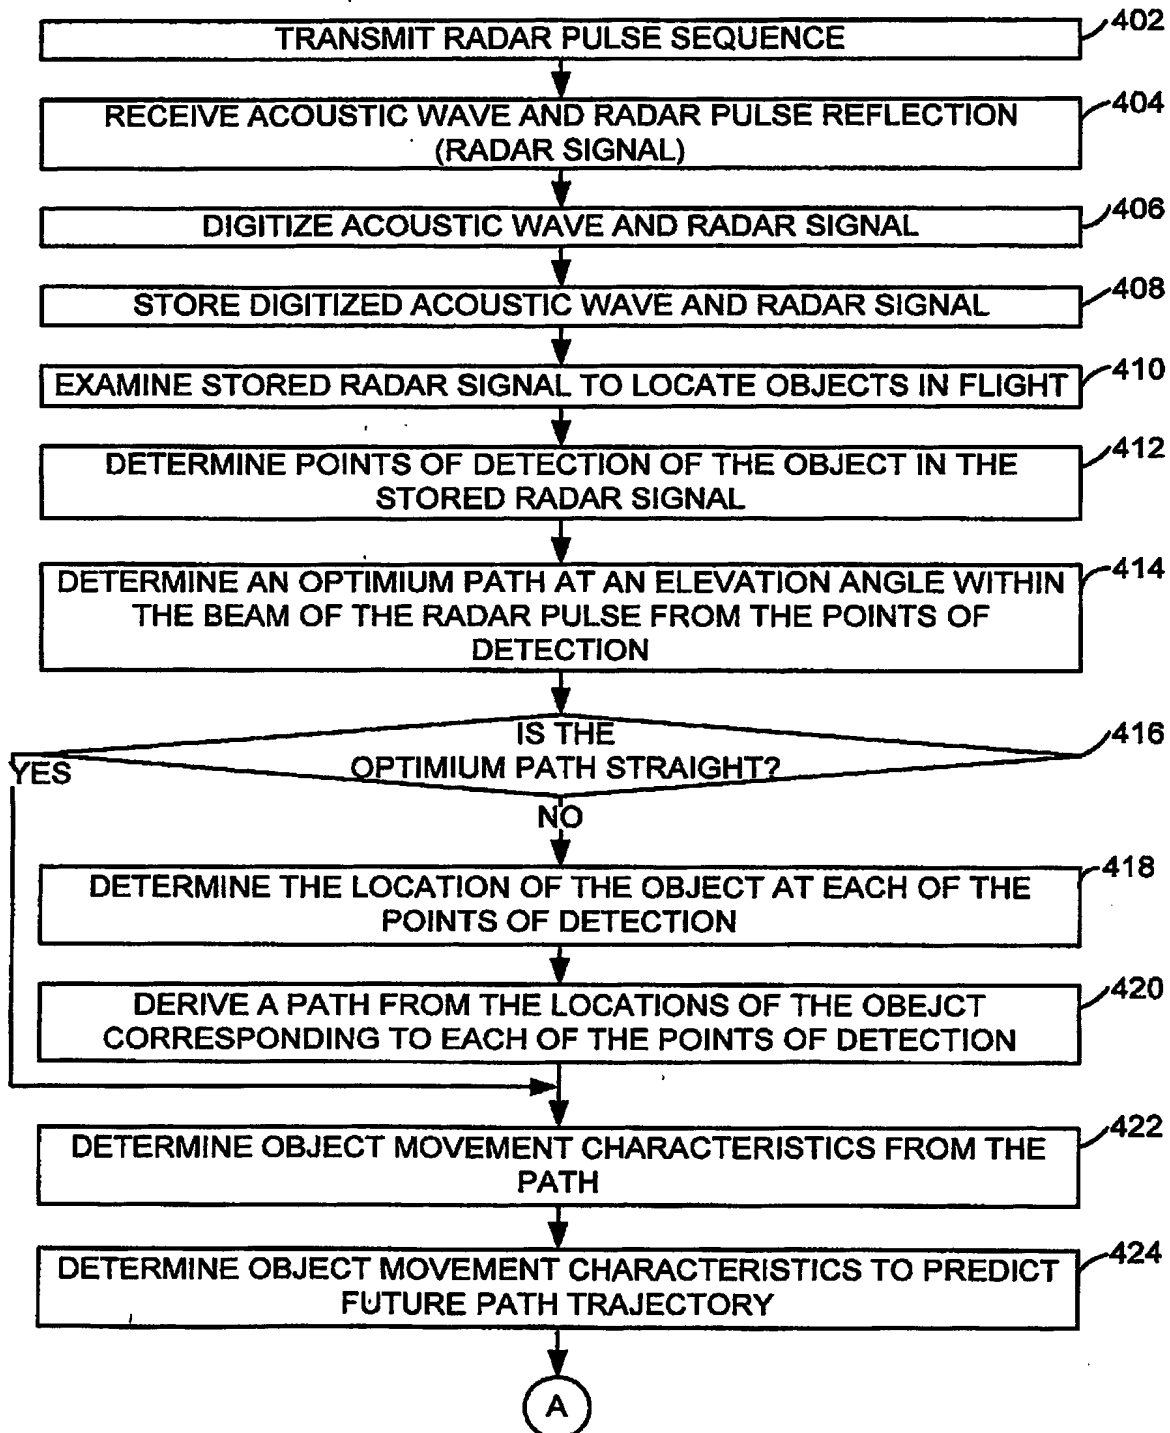 402
TRANSMIT RADAR PULSE SEQUENCE
404
RECEIVE ACOUSTIC WAVE AND RADAR PULSE REFLECTION
(RADAR SIGNAL)
406
DIGITIZE ACOUSTIC WAVE AND RADAR SIGNAL
408
STORE DIGITIZED ACOUSTIC WAVE AND RADAR SIGNAL
410
EXAMINE STORED RADAR SIGNAL TO LOCATE OBJECTS IN FLIGHT
412
DETERMINE POINTS OF DETECTION OF THE OBJECT IN THE
STORED RADAR SIGNAL
414
DETERMINE AN OPTIMIUM PATH AT AN ELEVATION ANGLE WITHIN
THE BEAM OF THE RADAR PULSE FROM THE POINTS OF
DETECTION
416
IS THE
OPTIMIUM PATH STRAIGHT?
YES
NO
418
DETERMINE THE LOCATION OF THE OBJECT AT EACH OF THE
POINTS OF DETECTION
420
DERIVE A PATH FROM THE LOCATIONS OF THE OBEJCT
CORRESPONDING TO EACH OF THE POINTS OF DETECTION
422
DETERMINE OBJECT MOVEMENT CHARACTERISTICS FROM THE
PATH
424
DETERMINE OBJECT MOVEMENT CHARACTERISTICS TO PREDICT
FUTURE PATH TRAJECTORY
A